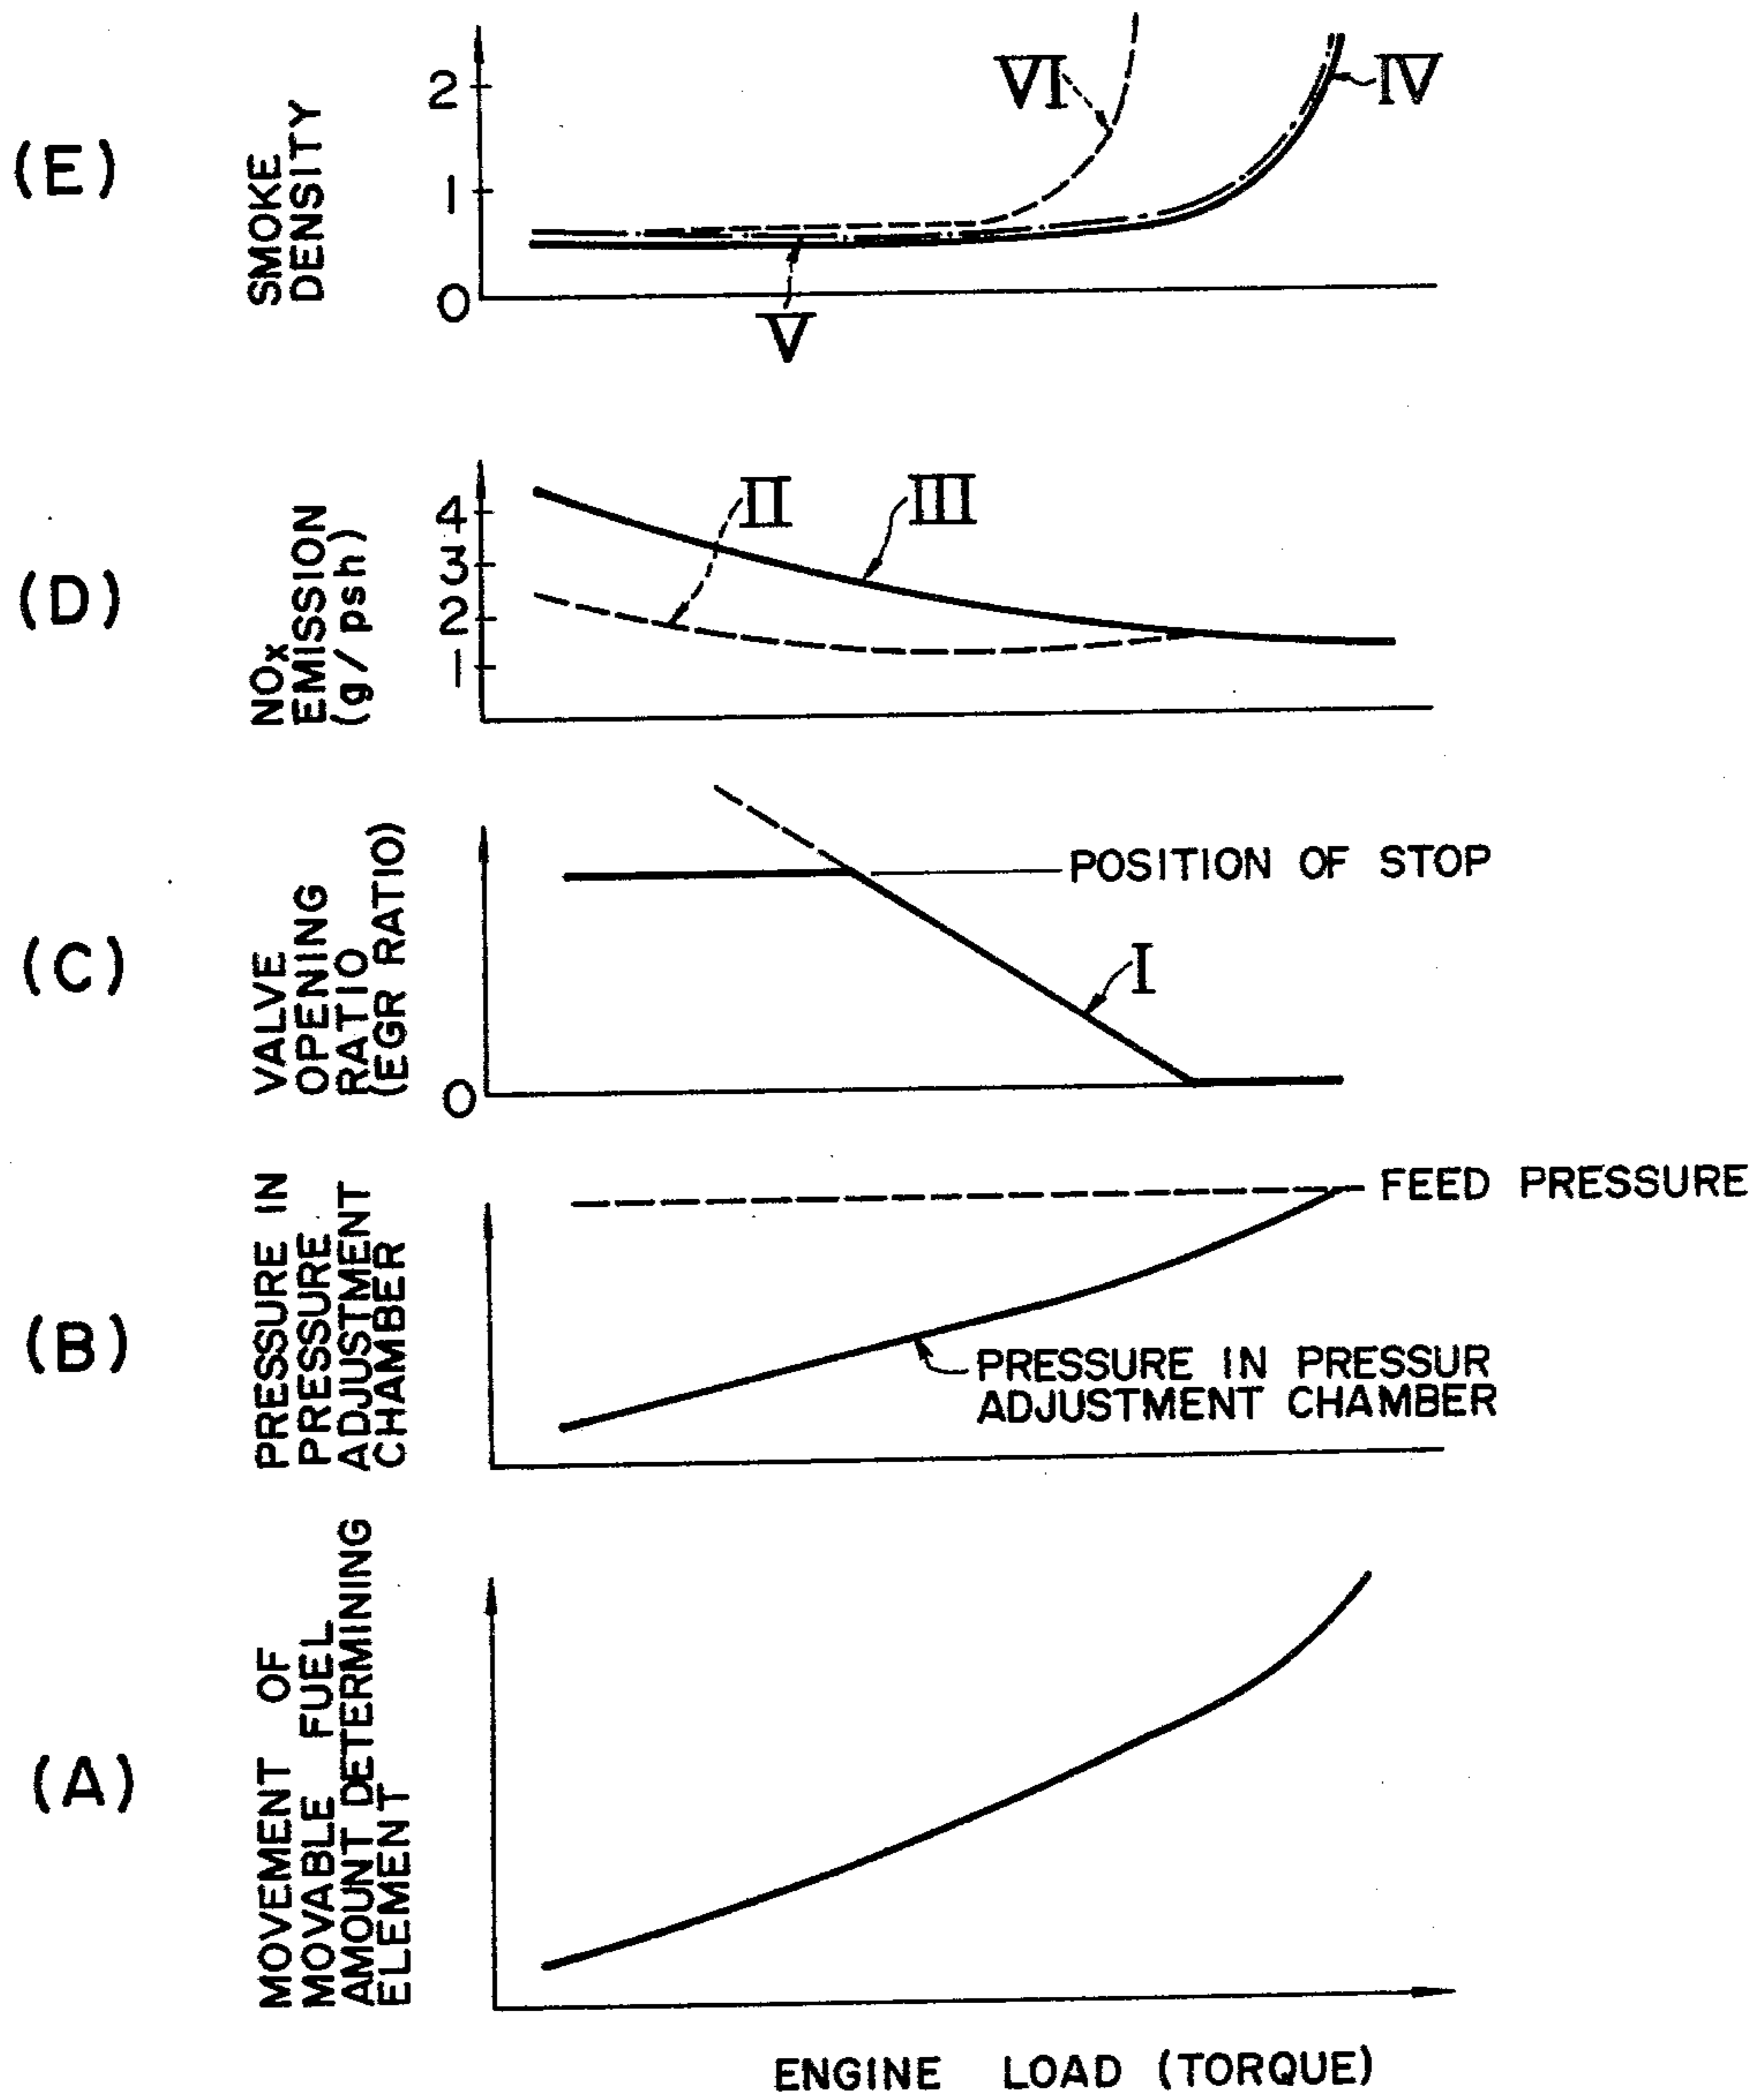 (E)
SMOKE
DENSITY
2
1
0
VI
IV
V
(D)
NOx
EMISSION
(g/psh)
4
3
2
1
II
III
(C)
VALVE
OPENING
RATIO
(EGR RATIO)
0
POSITION OF STOP
I
(B)
PRESSURE IN
PRESSURE
ADJUSTMENT
CHAMBER
FEED PRESSURE
PRESSURE IN PRESSUR
ADJUSTMENT CHAMBER
(A)
MOVEMENT OF
MOVABLE FUEL
AMOUNT DETERMINING
ELEMENT
ENGINE LOAD (TORQUE)